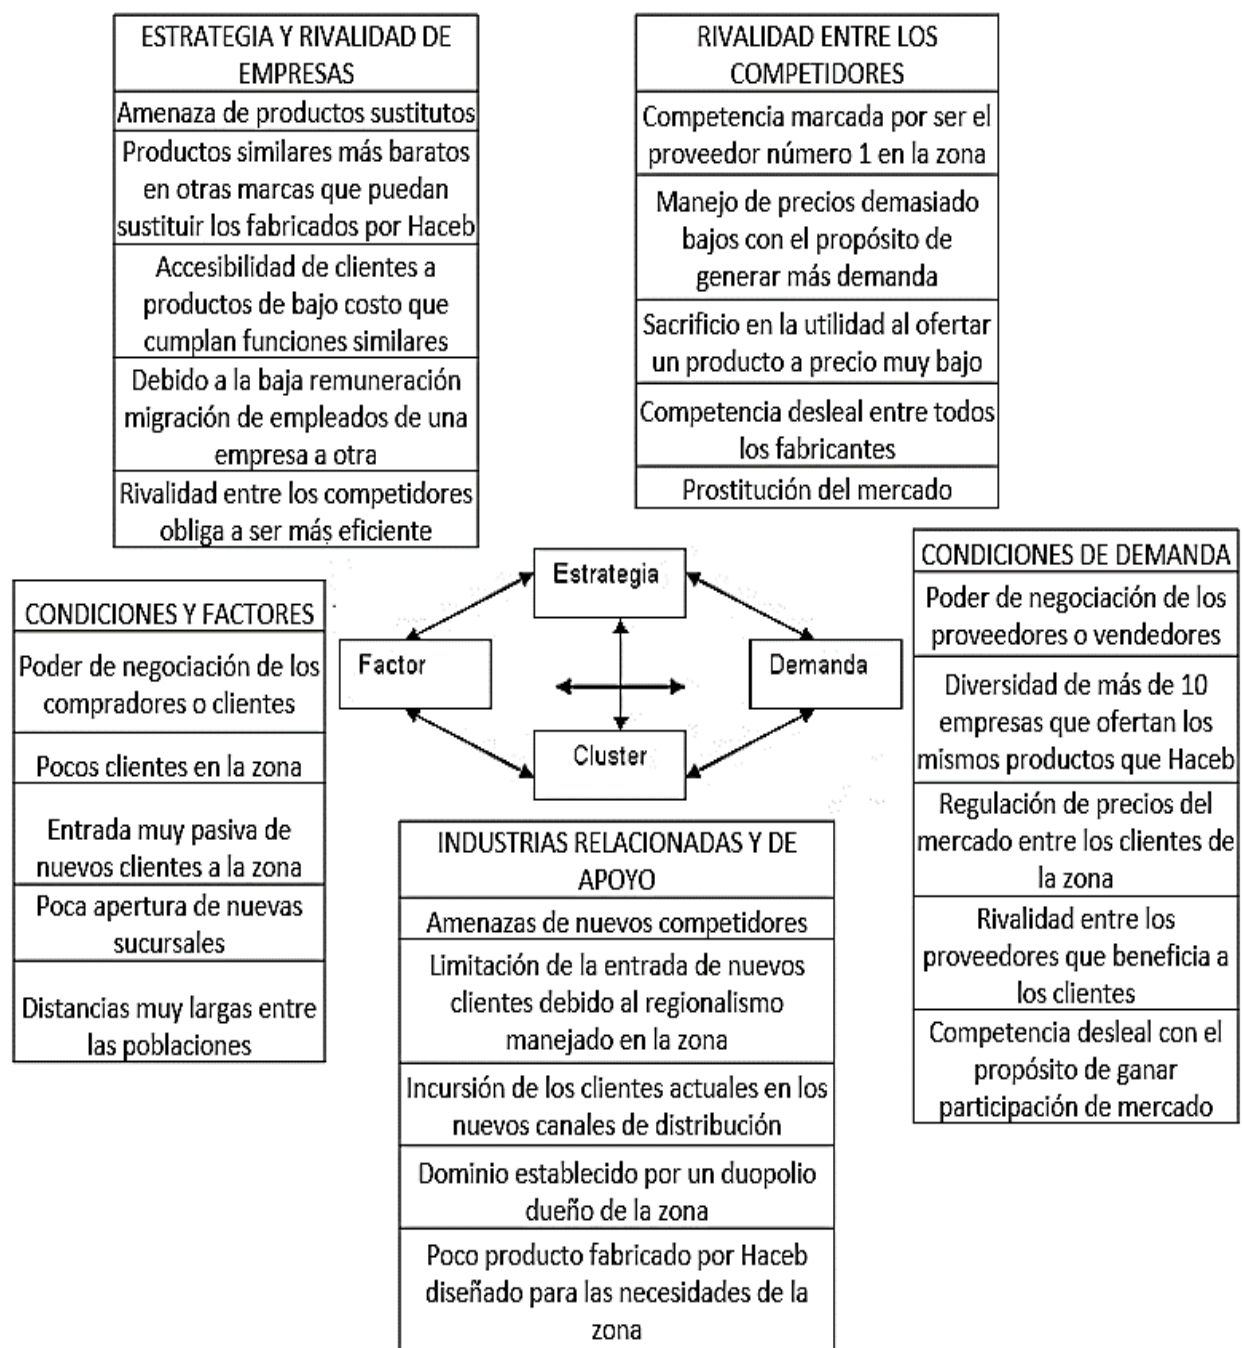 ESTRATEGIA Y RIVALIDAD DE
EMPRESAS
Amenaza de productos sustitutos
Productos similares más baratos
en otras marcas que puedan
sustituir los fabricados por Haceb
Accesibilidad de clientes a
productos de bajo costo que
cumplan funciones similares
Debido a la baja remuneración
migración de empleados de una
empresa a otra
Rivalidad entre los competidores
obliga a ser más eficiente
RIVALIDAD ENTRE LOS
COMPETIDORES
Competencia marcada por ser el
proveedor número 1 en la zona
Manejo de precios demasiado
bajos con el propósito de
generar más demanda
Sacrificio en la utilidad al ofertar
un producto a precio muy bajo
Competencia desleal entre todos
los fabricantes
Prostitución del mercado
CONDICIONES Y FACTORES
Poder de negociación de los
compradores o clientes
Pocos clientes en la zona
Entrada muy pasiva de
nuevos clientes a la zona
Poca apertura de nuevas
sucursales
Distancias muy largas entre
las poblaciones
Estrategia
Factor
Demanda
Cluster
CONDICIONES DE DEMANDA
Poder de negociación de los
proveedores o vendedores
Diversidad de más de 10
empresas que ofertan los
mismos productos que Haceb
Regulación de precios del
mercado entre los clientes de
la zona
Rivalidad entre los
proveedores que beneficia a
los clientes
Competencia desleal con el
propósito de ganar
participación de mercado
INDUSTRIAS RELACIONADAS Y DE
APOYO
Amenazas de nuevos competidores
Limitación de la entrada de nuevos
clientes debido al regionalismo
manejado en la zona
Incursión de los clientes actuales en los
nuevos canales de distribución
Dominio establecido por un duopolio
dueño de la zona
Poco producto fabricado por Haceb
diseñado para las necesidades de la
zona